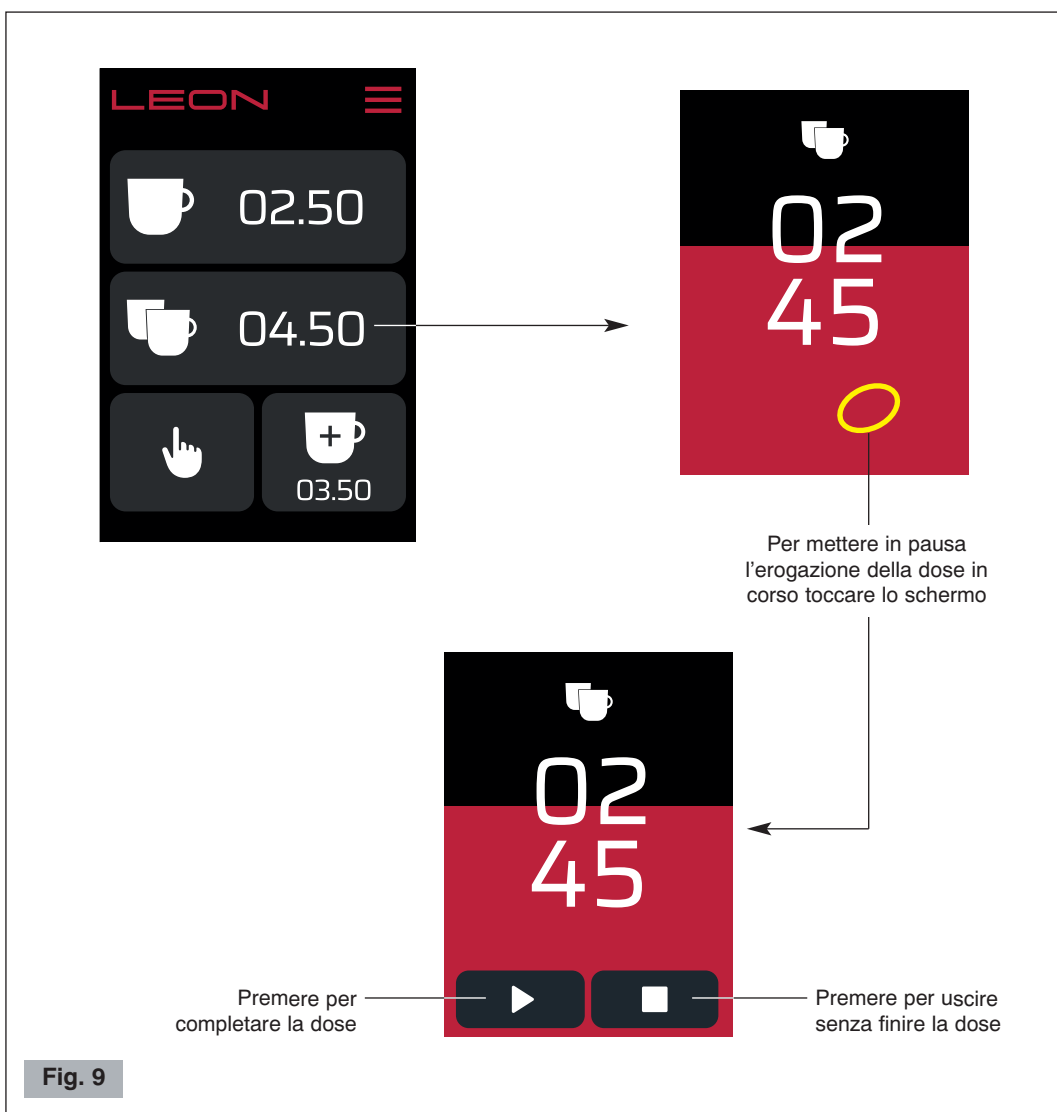 LEON
02.50
04.50
03.50
02
45
Per mettere in pausa
l'erogazione della dose in
corso toccare lo schermo
02
45
Premere per
completare la dose
Premere per uscire
senza finire la dose
Fig. 9